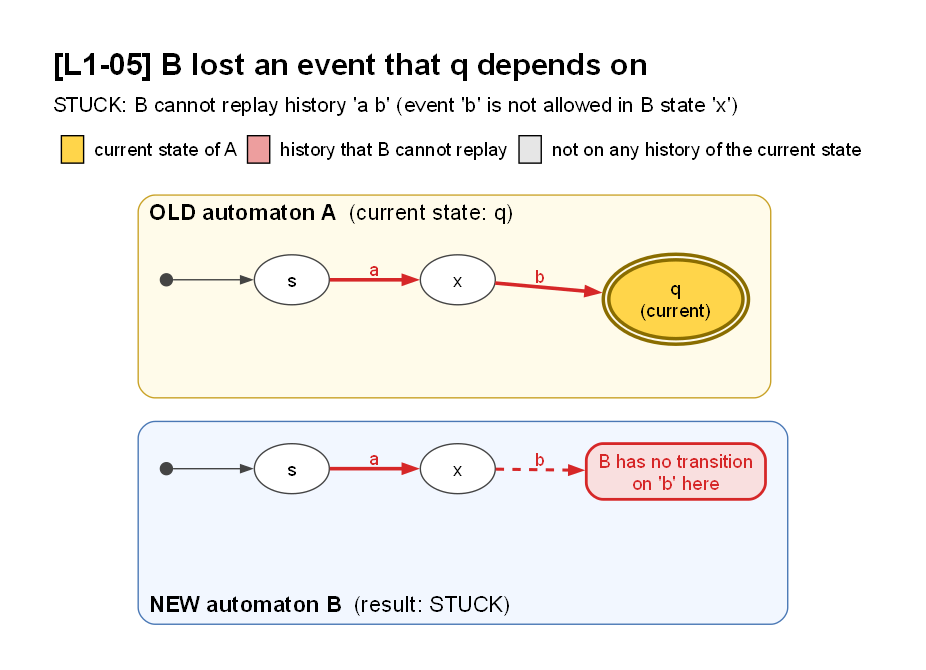 [L1-05] B lost an event that q depends on
STUCK: B cannot replay history 'a b' (event 'b' is not allowed in B state 'x')
current state of A
history that B cannot replay
not on any history of the current state
OLD automaton A (current state: q)
s
a
x
b
q
(current)
s
a
x
b
B has no transition
on 'b' here
NEW automaton B (result: STUCK)